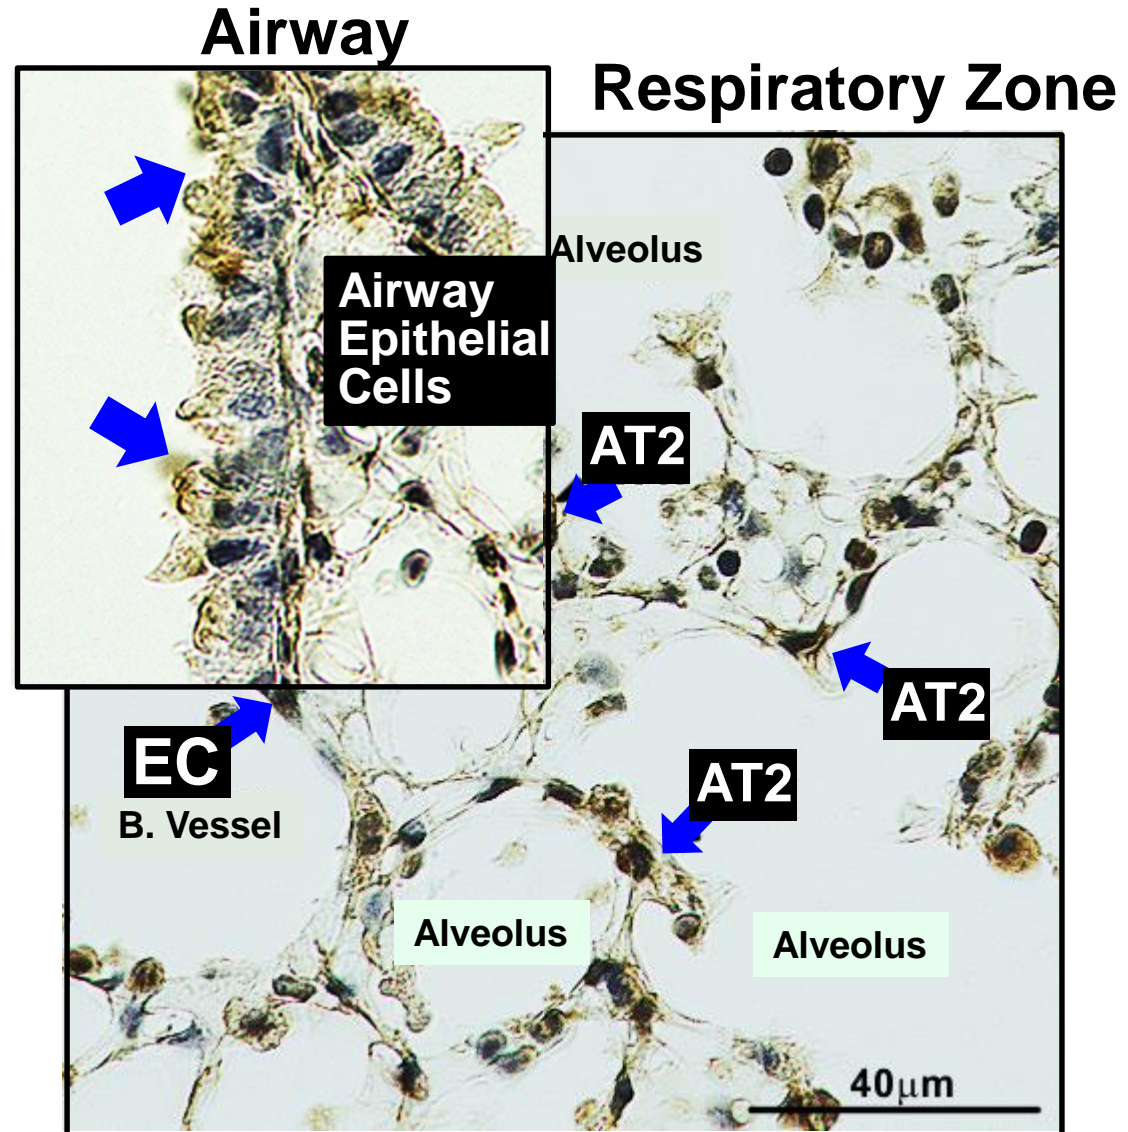 Airway
Respiratory Zone
Alveolus
Airway
Epithelial
Cells
AT2
AT2
EC
AT2
B. Vessel
Alveolus
Alveolus
40μm